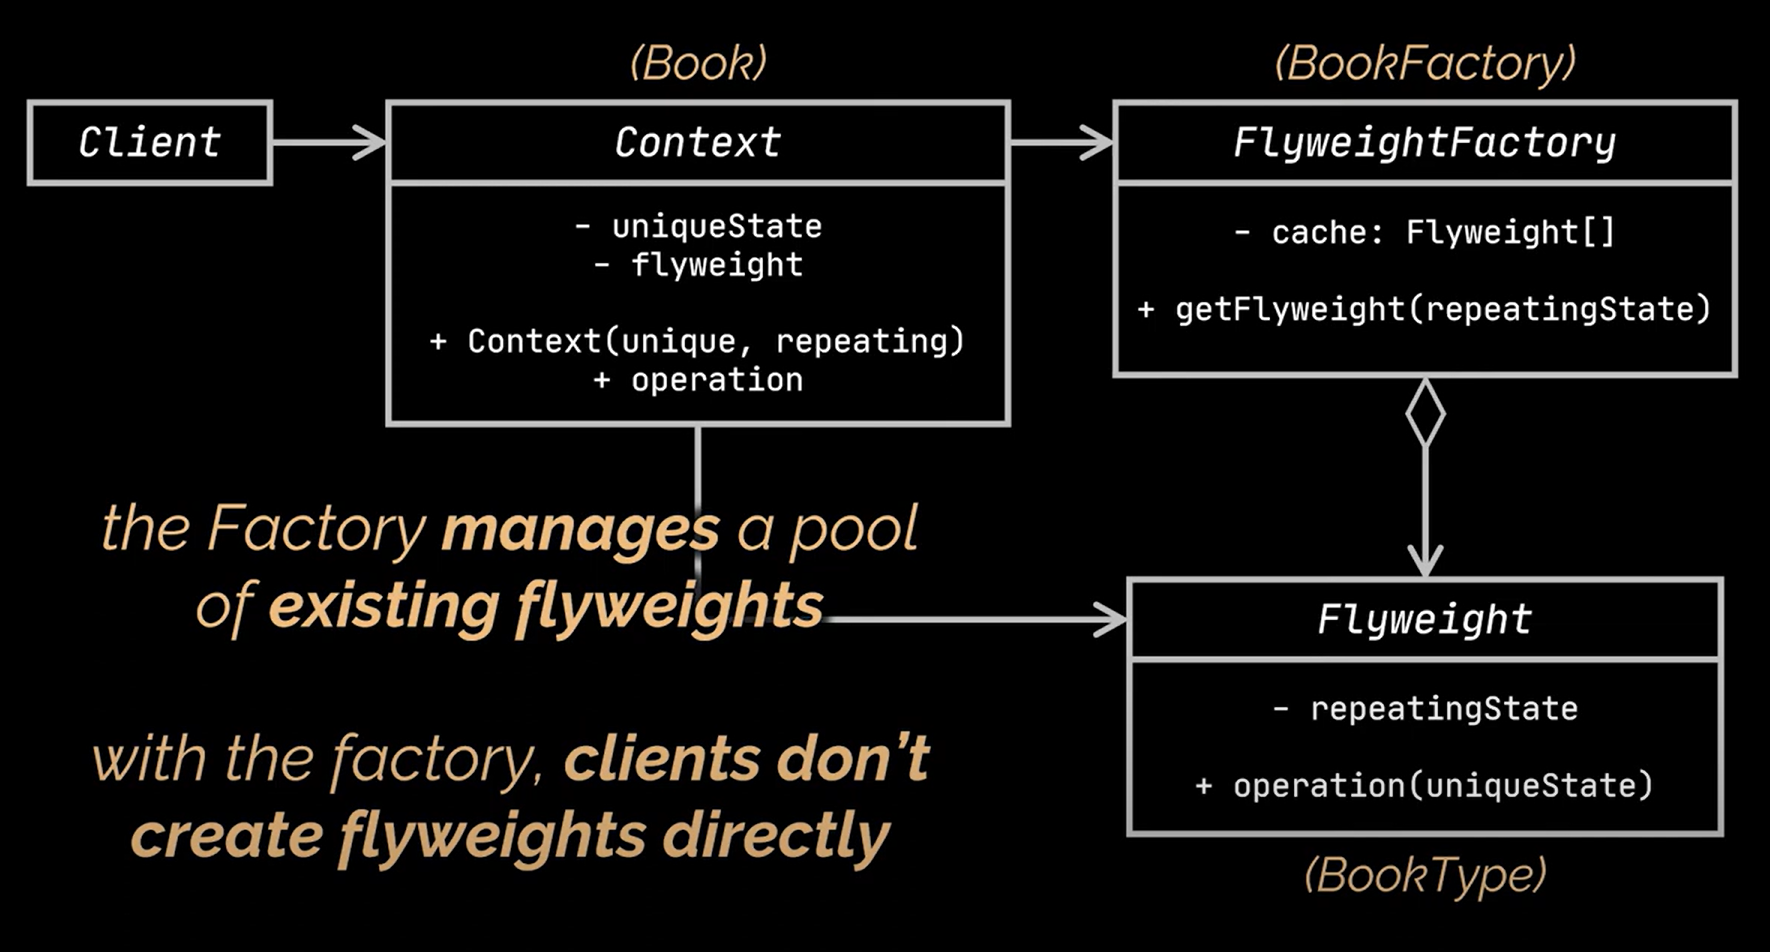 (Book)
(BookFactory)
Client
Context
FlyweightFactory
- uniqueState
- flyweight
+ Context(unique, repeating)
+ operation
- cache: Flyweight[]
+ getFlyweight(repeatingState)
the Factory manages a pool
of existing flyweights
with the factory, clients don’t
create flyweights directly
Flyweight
- repeatingState
+ operation(uniqueState)
(BookType)